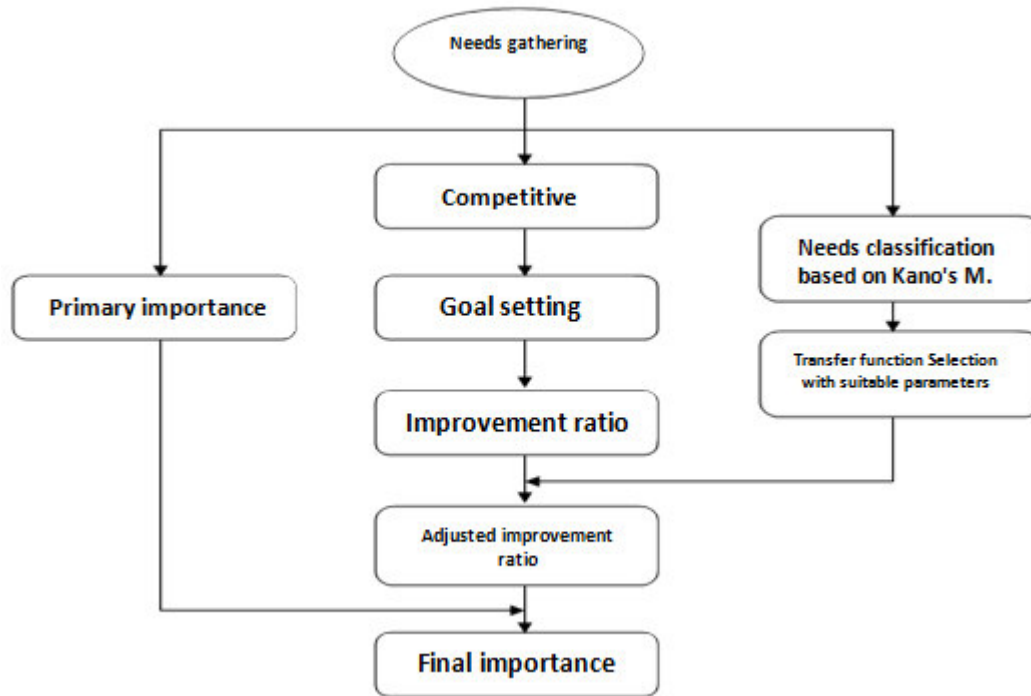 Needs gathering
Competitive
Needs classification
based on Kano's M.
Primary importance
Goal setting
Transfer function Selection
with suitable parameters
Improvement ratio
Adjusted improvement
ratio
Final importance